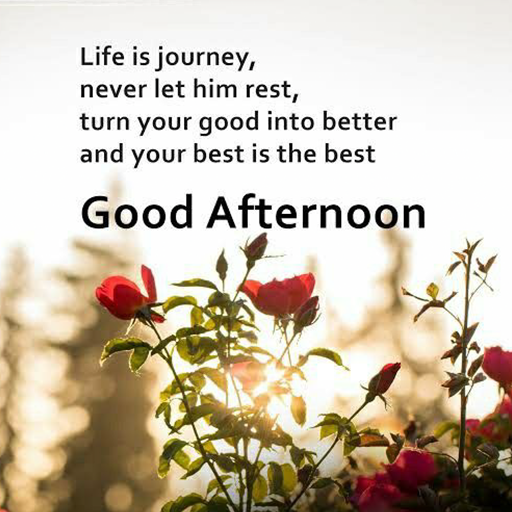 Life is journey,
never let him rest,
turn your good into better
and your best is the best
Good Afternoon